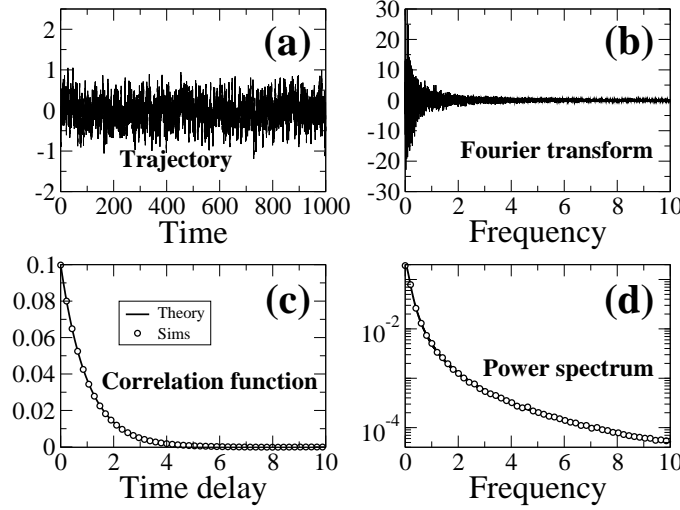 (a)
2
1
0
-1
-2
Trajectory
0 200 400 600 800 1000
Time
(b)
30
20
10
0
-10
-20
-30
Fourier transform
0 2 4 6 8 10
Frequency
(c)
0.1
0.08
0.06
0.04
0.02
0
Theory
Sims
Correlation function
0 2 4 6 8 10
Time delay
(d)
10^-2
10^-4
Power spectrum
0 2 4 6 8 10
Frequency